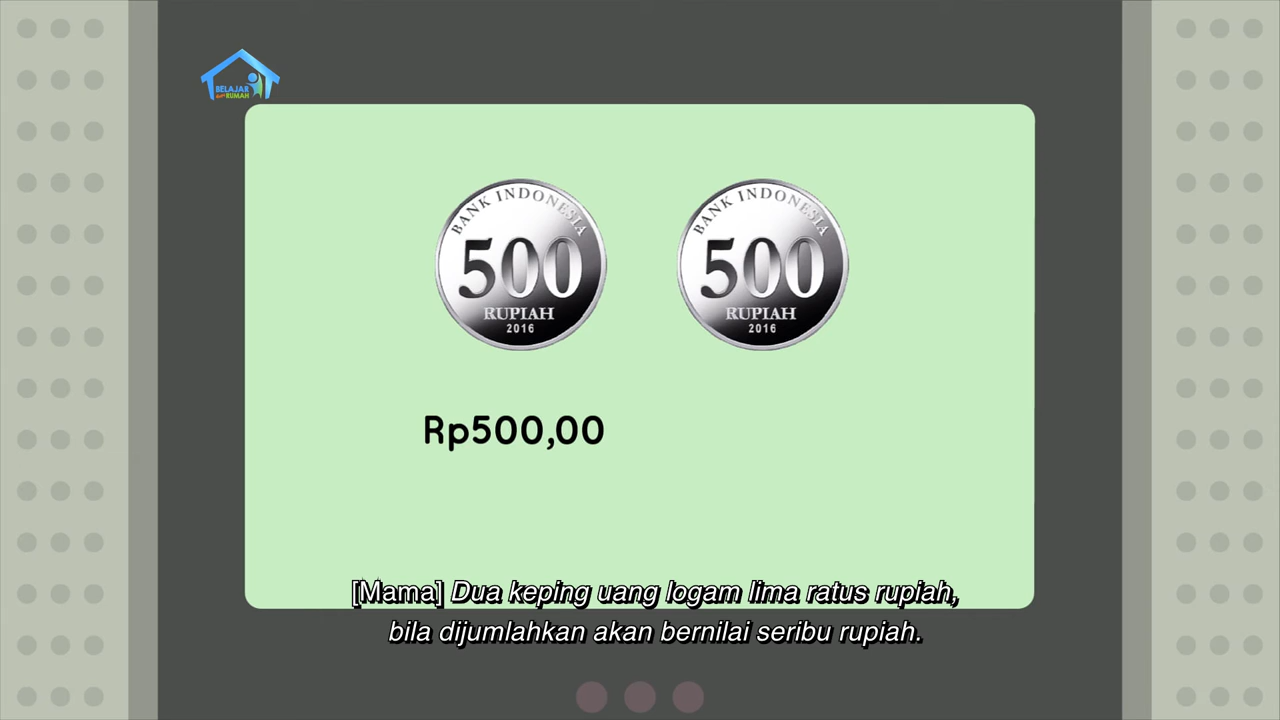 BELAJAR
dari RUMAH
BANK INDONESIA
500
RUPIAH
2016
BANK INDONESIA
500
RUPIAH
2016
Rp500,00
[Mama] Dua keping uang logam lima ratus rupiah,
bila dijumlahkan akan bernilai seribu rupiah.